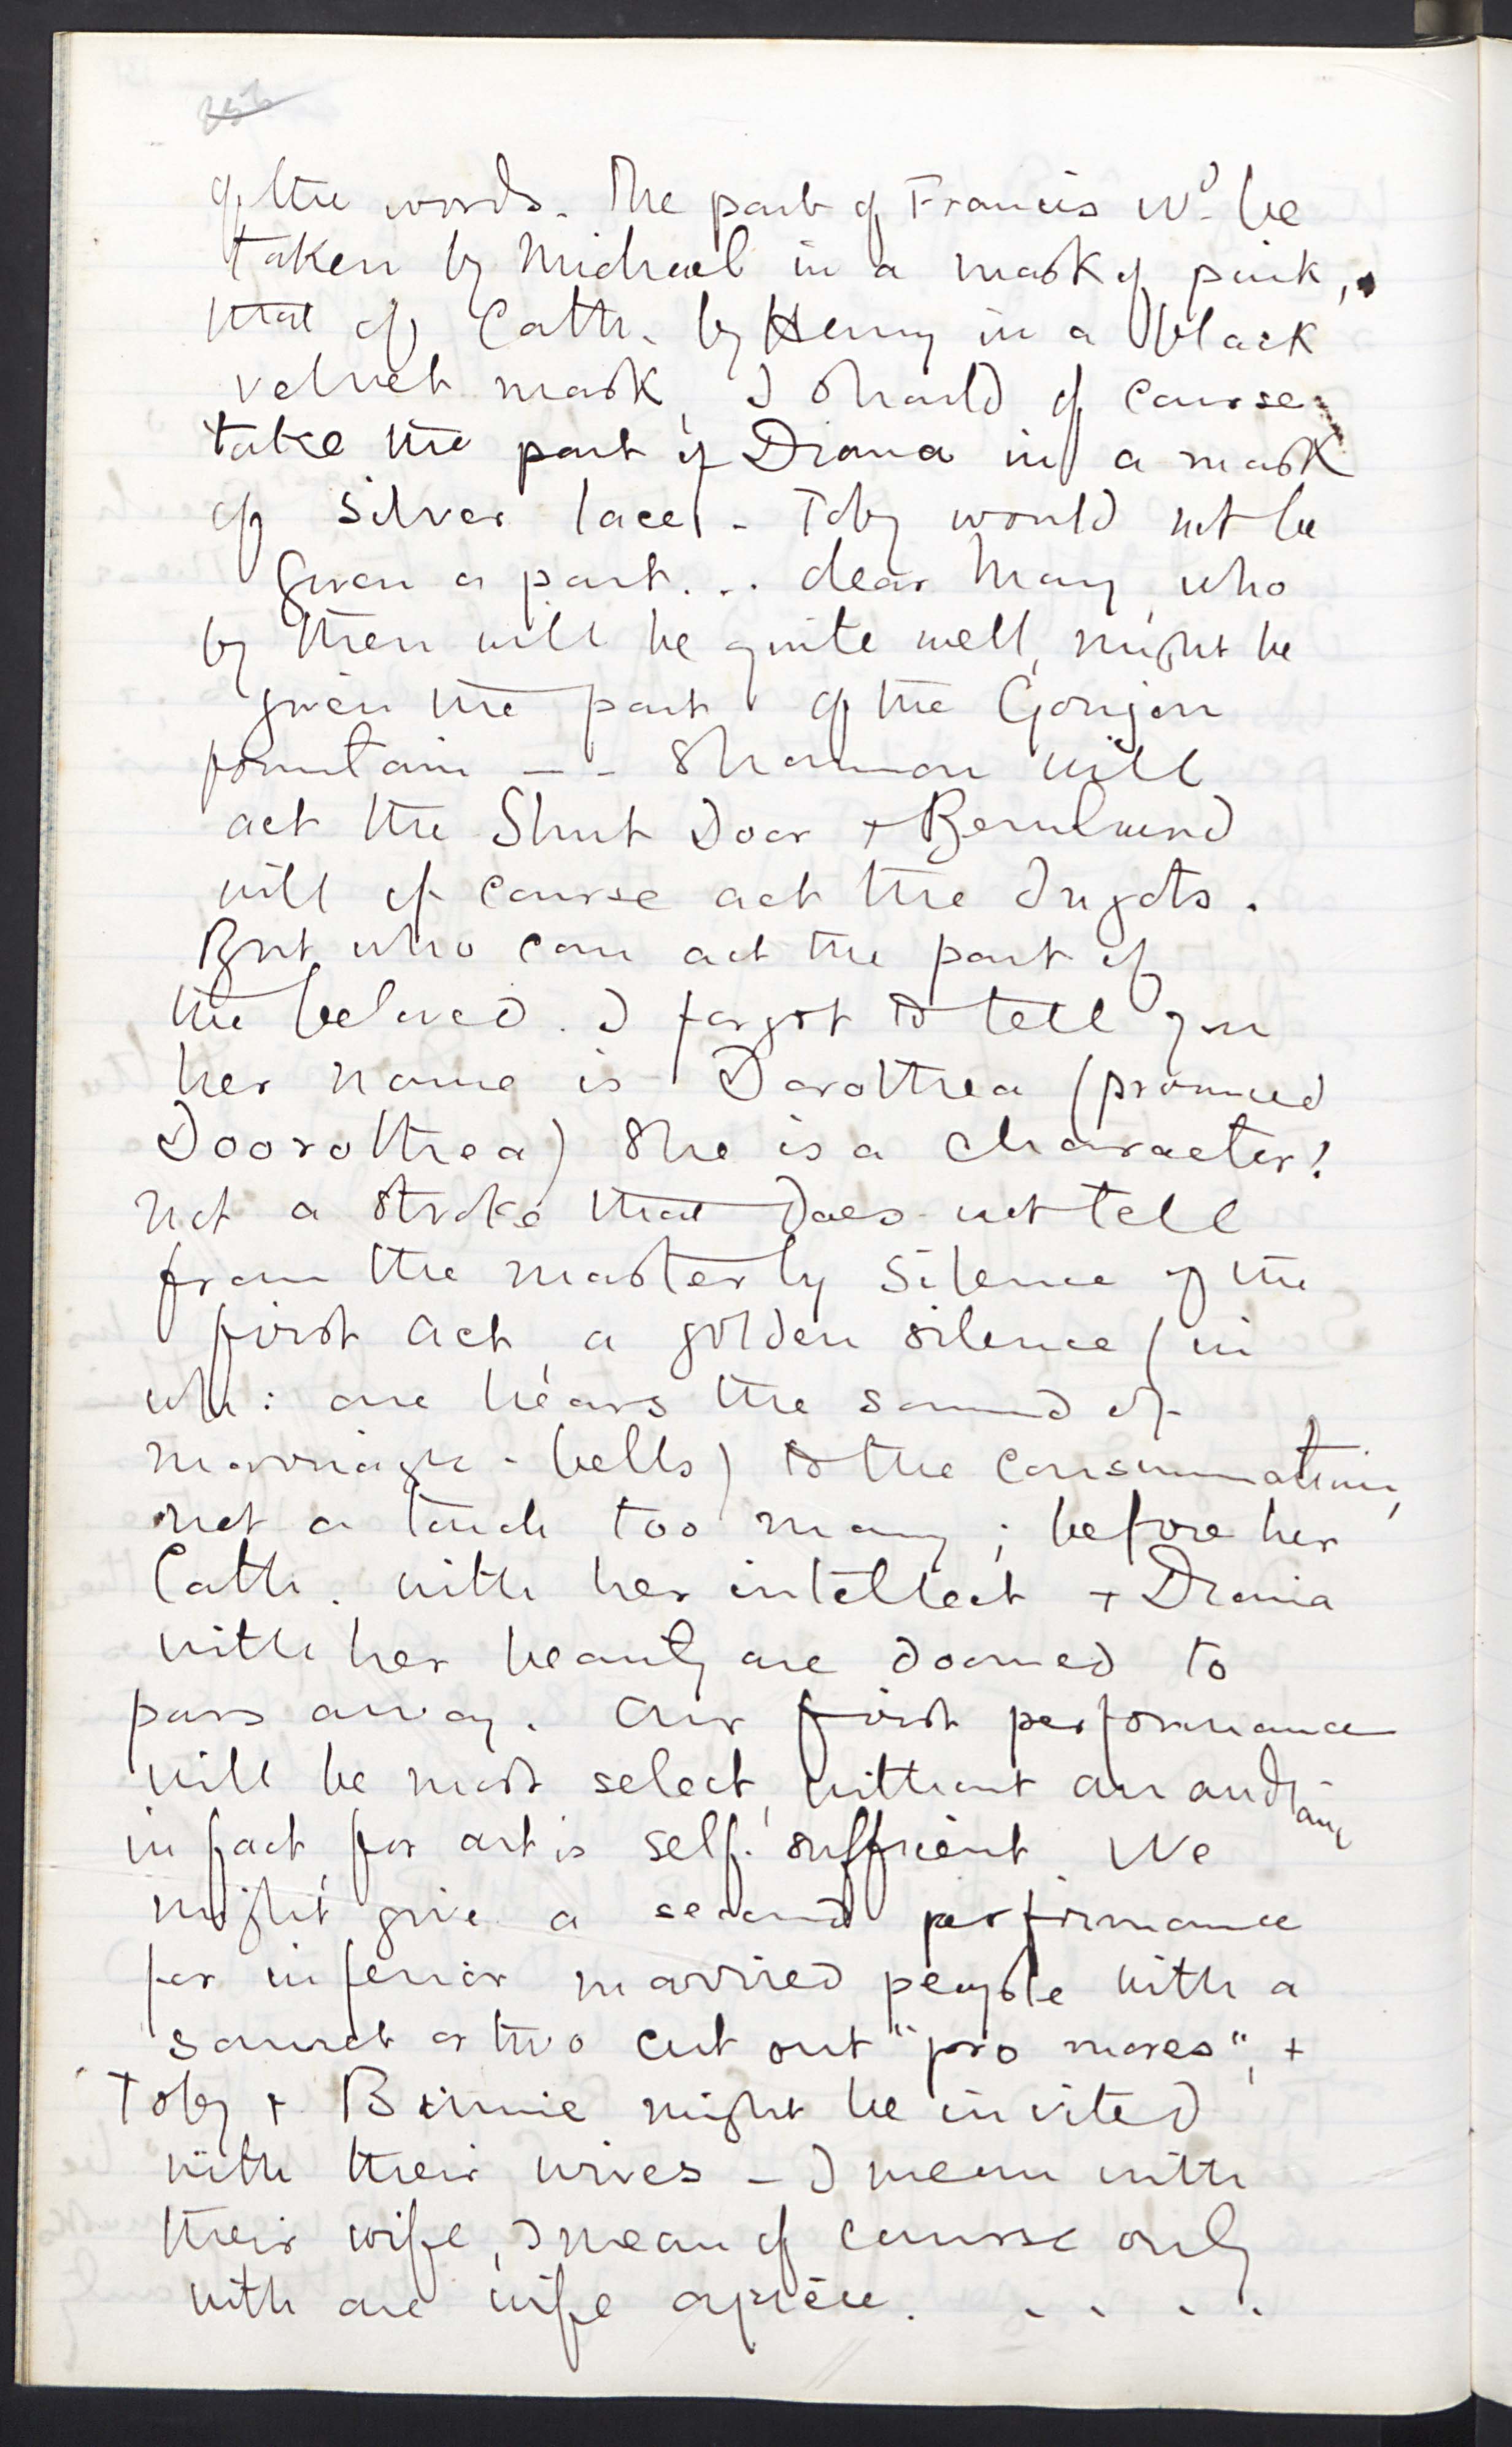 of the words. The part of Francis wd be
taken by Michael in a mask of pink,
that of Cath. by Henry in a black
velvet mask, I should of course
take the part of Diana in a mask
of silver lace. - Toby would not be
given a part... dear Many, who
by then will be quite well, might be
given the part of the Goujon
fountain -- Shannon will
act the Shut Door + Bernhard
will of course act the
But who can act the part of
the beloved. I forgot to tell you
her name is Dorothea (pronounced
Doorothea) She is a character!
not a stroke that does not tell
from the masterly silence of the
first act, a golden silence (in
wh: one hears the sound of
marriage-bells) to the consummation,
not a touch too many; before her
Cath. with her intellect + Diania
with her beauty are doomed to
pass away. Our first performance
will be most select, without an audi-
in fact, for art is self-sufficient. We
might give a second performance
for inferior married people with a
sonnet or two cut out "pro mores", +
Toby + Binnie might be invited
with their wives - I mean with
their wife, I mean of course only
with one wife apiece. . . . .